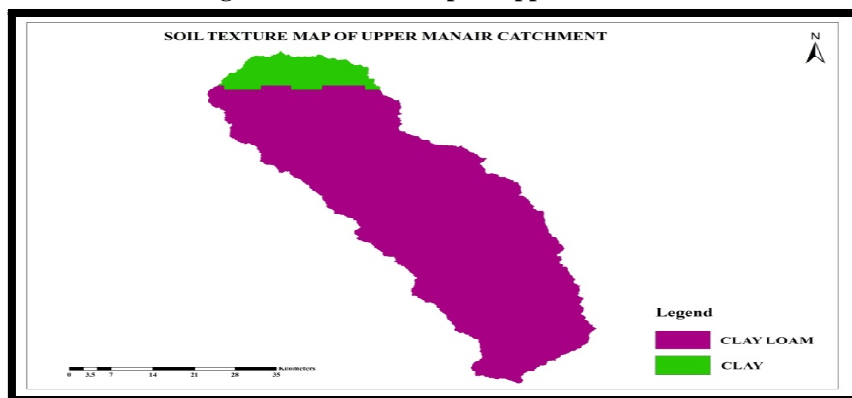 SOIL TEXTURE MAP OF UPPER MANAIR CATCHMENT
N
Legend
CLAY LOAM
CLAY
Kilometers
0 3.5 7 14 21 28 35